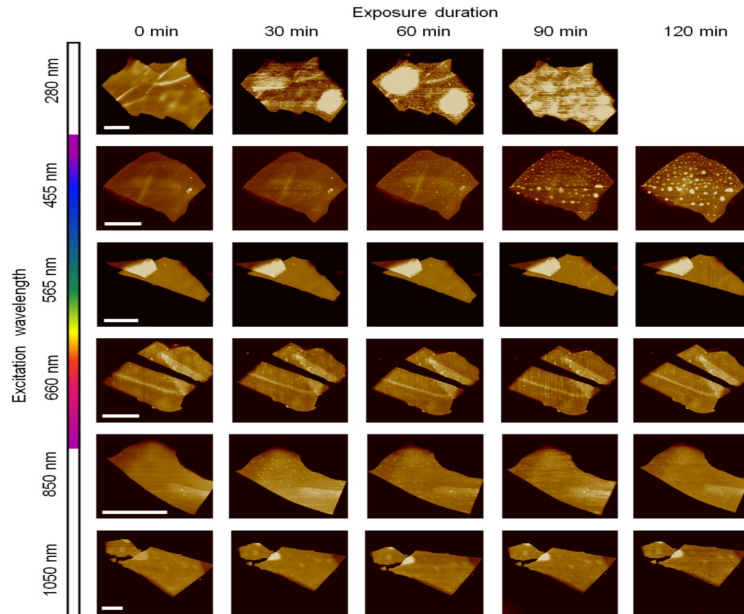 Exposure duration
0 min 30 min 60 min 90 min 120 min
Excitation wavelength
280 nm
455 nm
565 nm
660 nm
850 nm
1050 nm